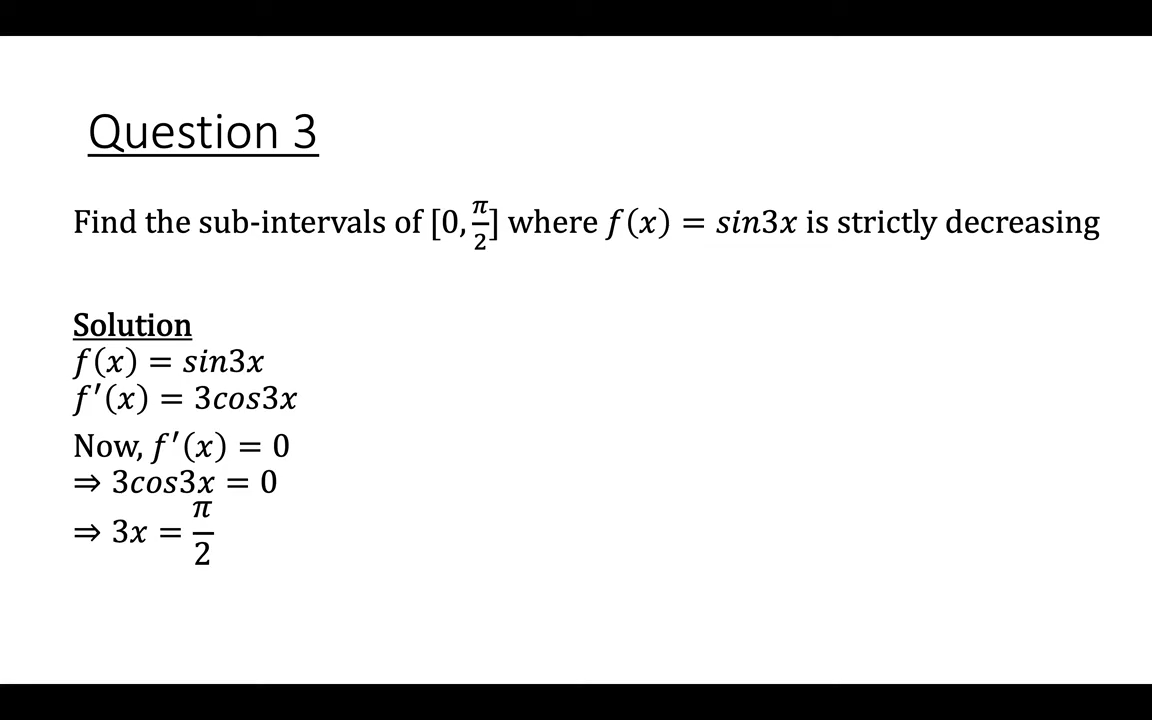 Question 3
Find the sub-intervals of [0, π/2] where f(x) = sin3x is strictly decreasing
Solution
f(x) = sin3x
f′(x) = 3cos3x
Now, f′(x) = 0
⇒ 3cos3x = 0
⇒ 3x = π/2